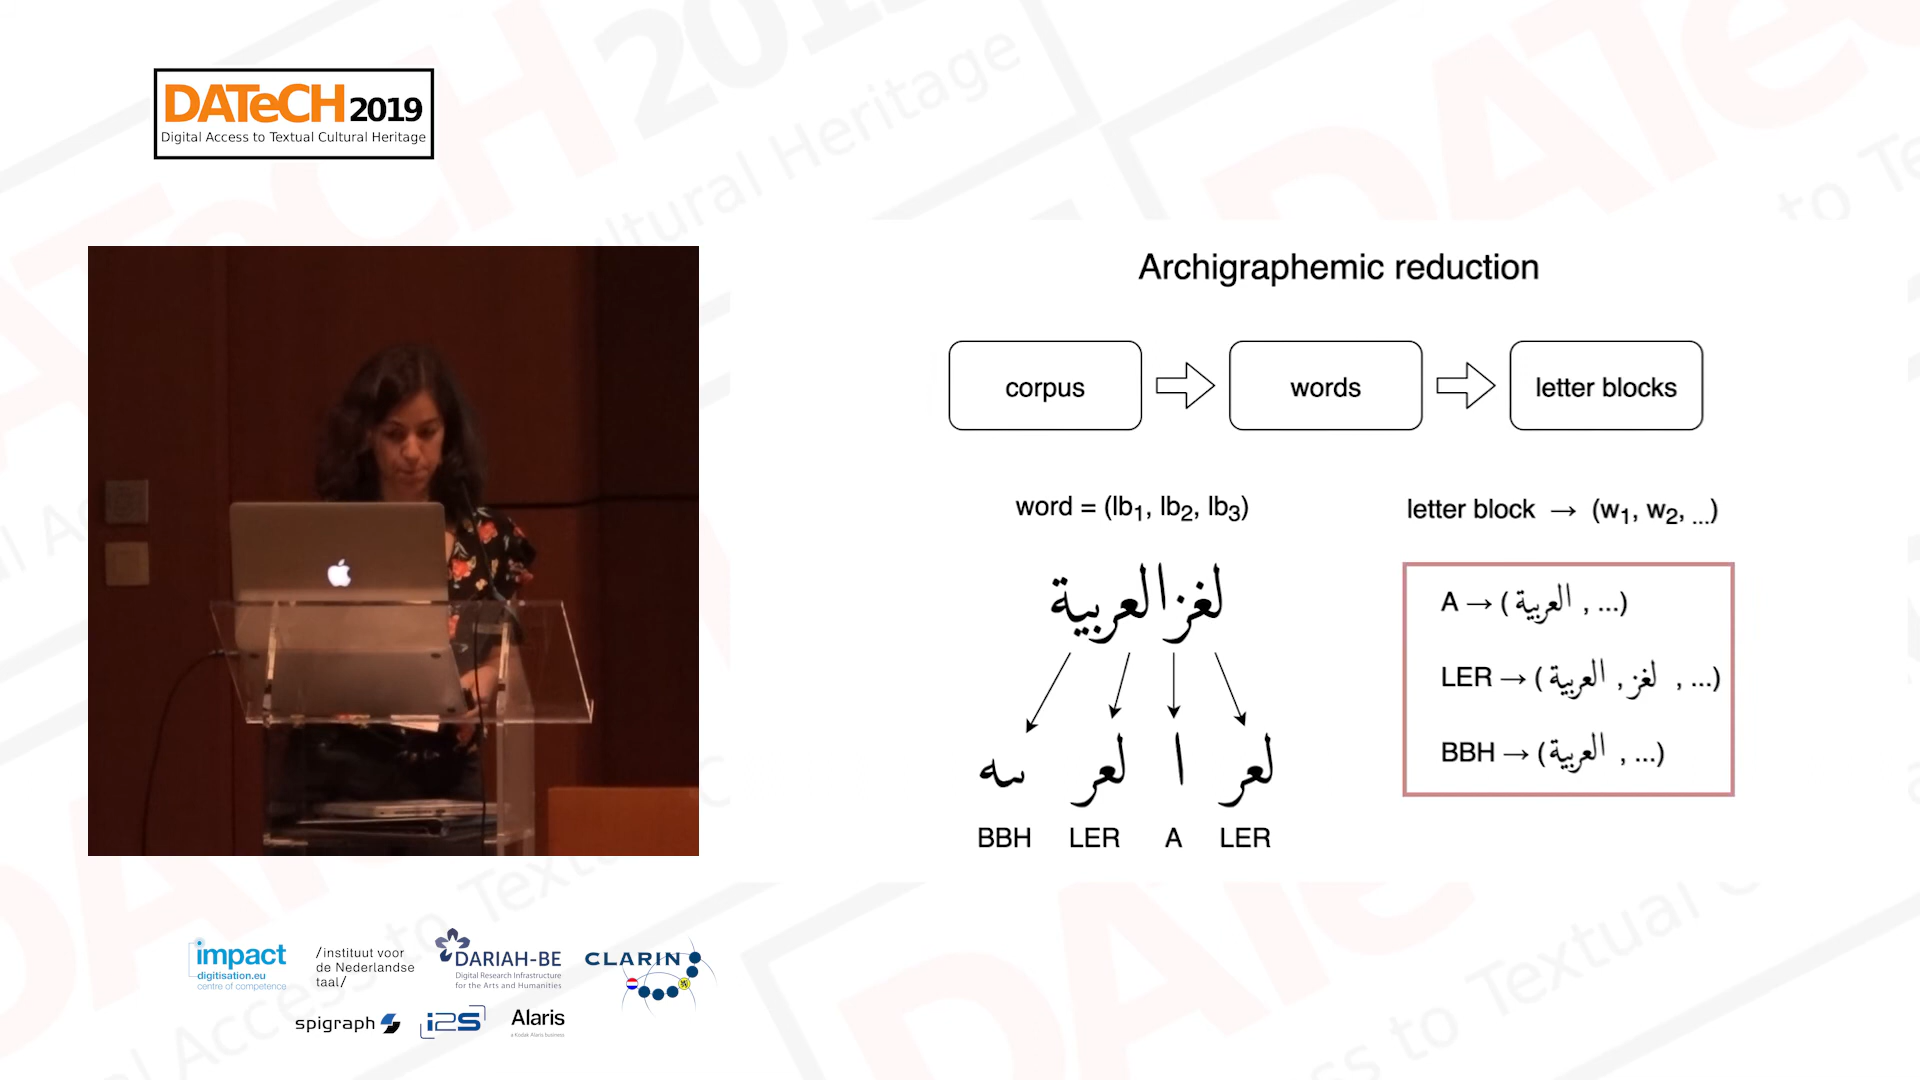 DATeCH 2019
Digital Access to Textual Cultural Heritage
Archigraphemic reduction
corpus
words
letter blocks
word = (lb1, lb2, lb3)
letter block → (w1, w2, ...)
لغز العربية
سه لعر ا لعر
BBH LER A LER
A → ( العربية , ...)
LER → ( العربية , لغز , ...)
BBH → ( العربية , ...)
impact
digitisation.eu
centre of competence
/instituut voor
de Nederlandse
taal/
DARIAH-BE
Digital Research Infrastructure
for the Arts and Humanities
CLARIN
spigraph
i2S
Alaris
a Kodak Alaris business